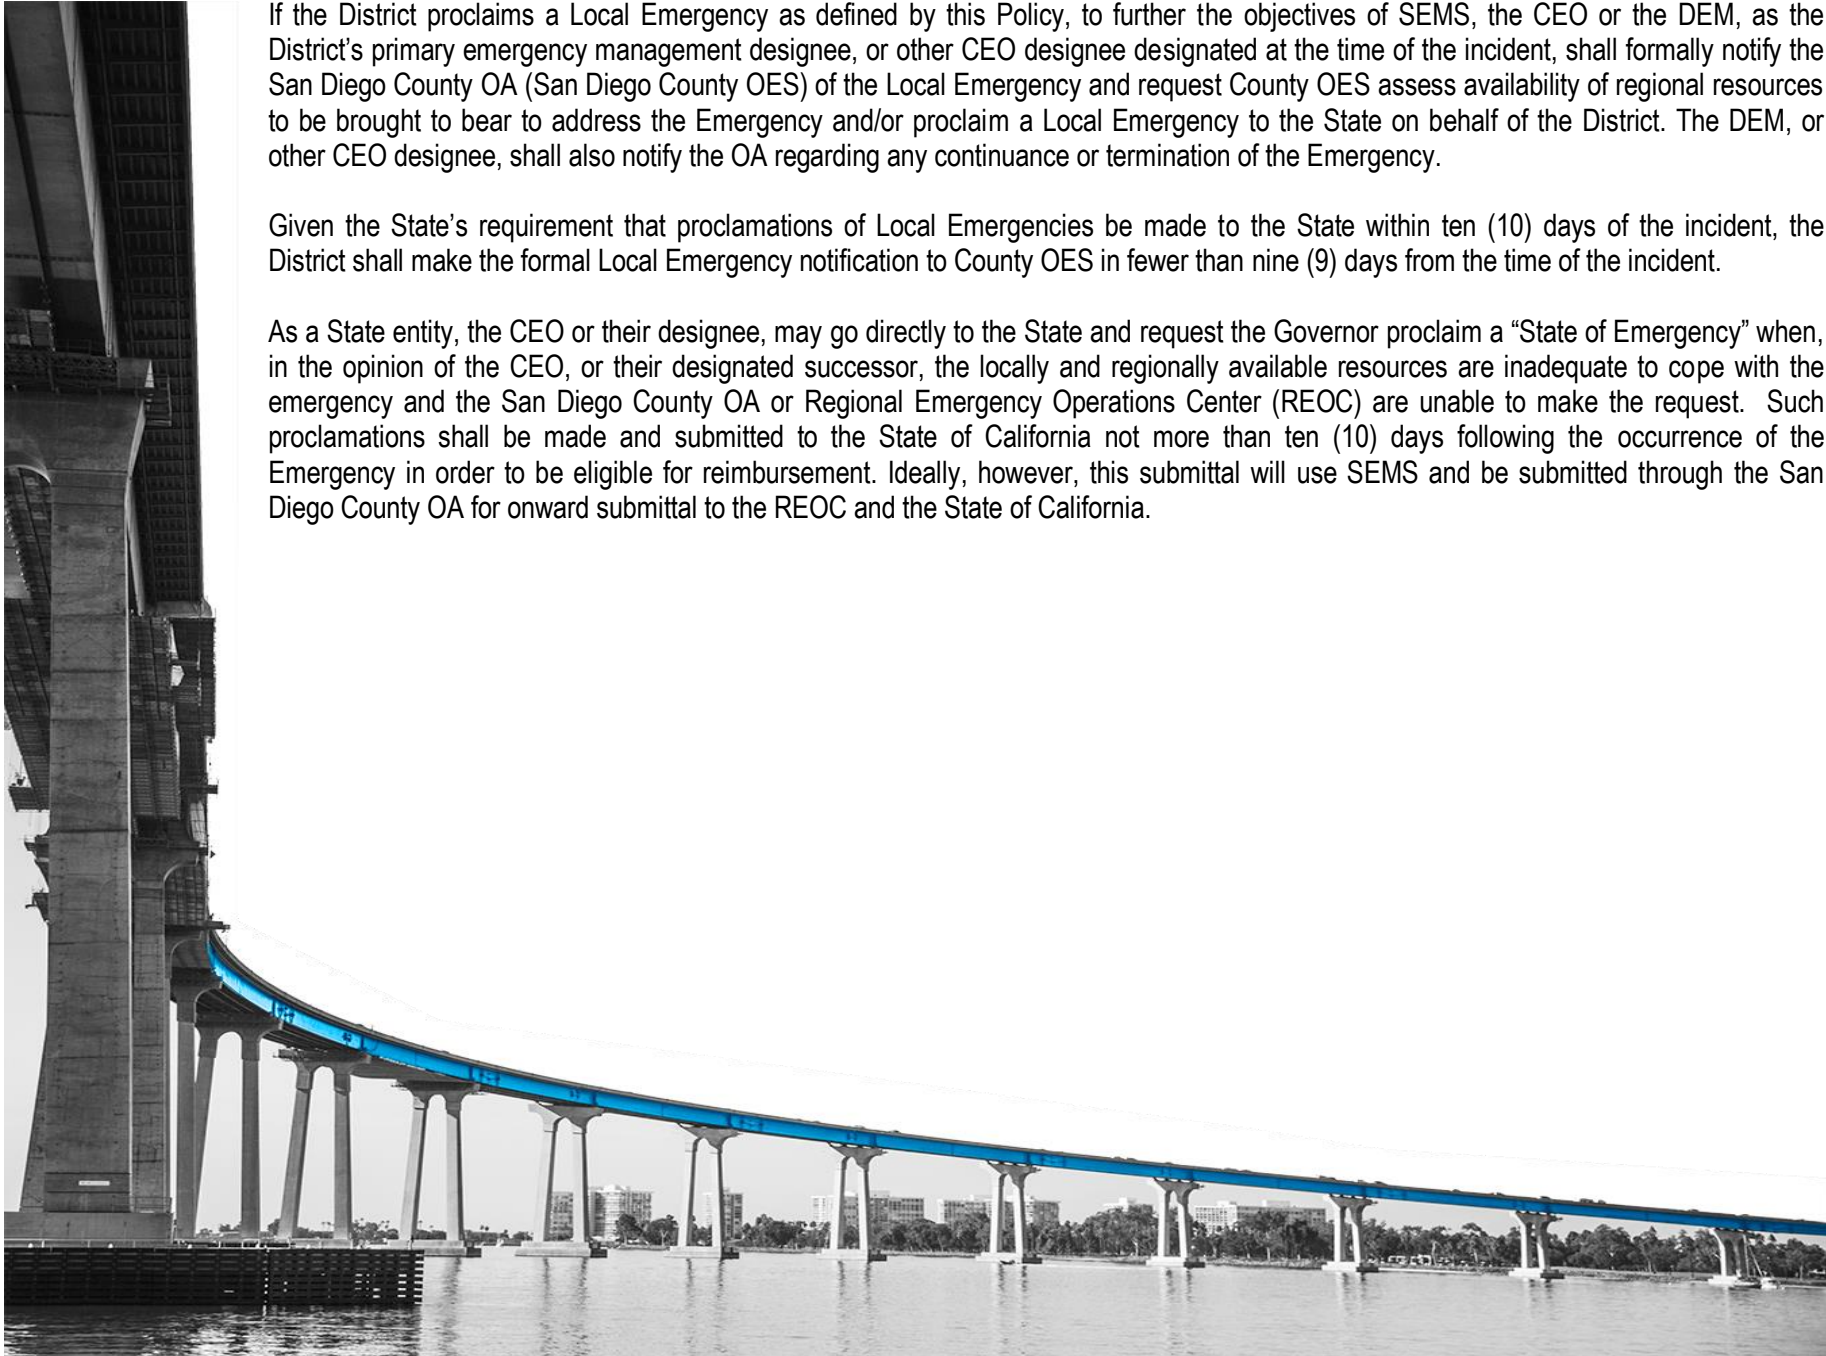 If the District proclaims a Local Emergency as defined by this Policy, to further the objectives of SEMS, the CEO or the DEM, as the
District’s primary emergency management designee, or other CEO designee designated at the time of the incident, shall formally notify the
San Diego County OA (San Diego County OES) of the Local Emergency and request County OES assess availability of regional resources
to be brought to bear to address the Emergency and/or proclaim a Local Emergency to the State on behalf of the District. The DEM, or
other CEO designee, shall also notify the OA regarding any continuance or termination of the Emergency.
Given the State’s requirement that proclamations of Local Emergencies be made to the State within ten (10) days of the incident, the
District shall make the formal Local Emergency notification to County OES in fewer than nine (9) days from the time of the incident.
As a State entity, the CEO or their designee, may go directly to the State and request the Governor proclaim a “State of Emergency” when,
in the opinion of the CEO, or their designated successor, the locally and regionally available resources are inadequate to cope with the
emergency and the San Diego County OA or Regional Emergency Operations Center (REOC) are unable to make the request.  Such
proclamations shall be made and submitted to the State of California not more than ten (10) days following the occurrence of the
Emergency in order to be eligible for reimbursement. Ideally, however, this submittal will use SEMS and be submitted through the San
Diego County OA for onward submittal to the REOC and the State of California.